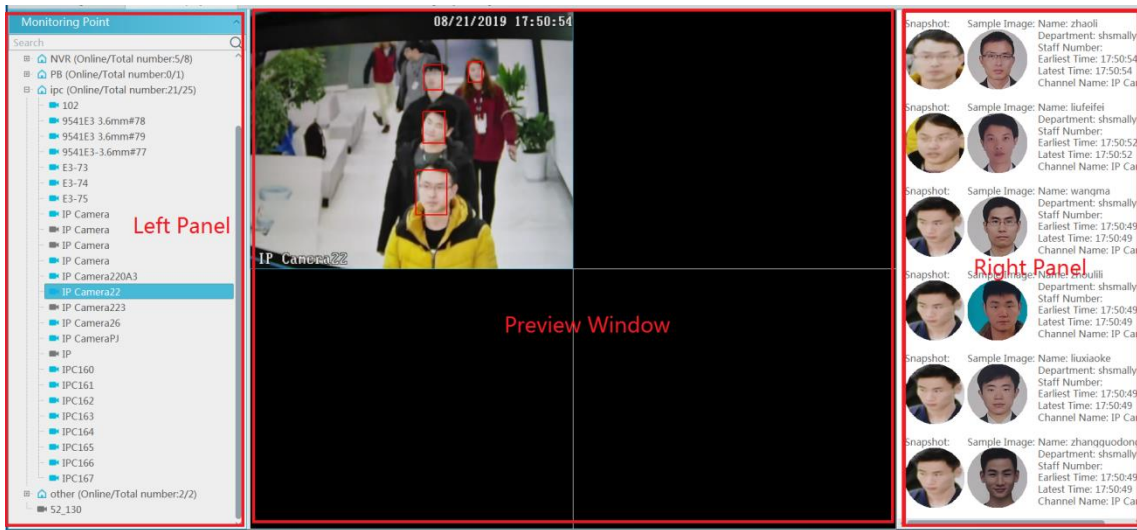 Monitoring Point
Search
NVR (Online/Total number:5/8)
PB (Online/Total number:0/1)
ipc (Online/Total number:21/25)
102
9541E3 3.6mm#78
9541E3 3.6mm#79
9541E3-3.6mm#77
E3-73
E3-74
E3-75
IP Camera
IP Camera
IP Camera
IP Camera
IP Camera220A3
IP Camera22
IP Camera223
IP Camera26
IP CameraPJ
IP
IPC160
IPC161
IPC162
IPC163
IPC164
IPC165
IPC166
IPC167
other (Online/Total number:2/2)
52_130
Left Panel
08/21/2019 17:50:54
IP Camera22
Preview Window
Snapshot: Sample Image: Name: zhaoli
Department: shsmally
Staff Number:
Earliest Time: 17:50:54
Latest Time: 17:50:54
Channel Name: IP Ca
Snapshot: Sample Image: Name: liufeifei
Department: shsmally
Staff Number:
Earliest Time: 17:50:52
Latest Time: 17:50:52
Channel Name: IP Ca
Snapshot: Sample Image: Name: wangma
Department: shsmally
Staff Number:
Earliest Time: 17:50:49
Latest Time: 17:50:49
Channel Name: IP Ca
Right Panel
Snapshot: Sample Image: Name: zhoulili
Department: shsmally
Staff Number:
Earliest Time: 17:50:49
Latest Time: 17:50:49
Channel Name: IP Ca
Snapshot: Sample Image: Name: liuxiaoke
Department: shsmally
Staff Number:
Earliest Time: 17:50:49
Latest Time: 17:50:49
Channel Name: IP Ca
Snapshot: Sample Image: Name: zhangguodong
Department: shsmally
Staff Number:
Earliest Time: 17:50:49
Latest Time: 17:50:49
Channel Name: IP Ca